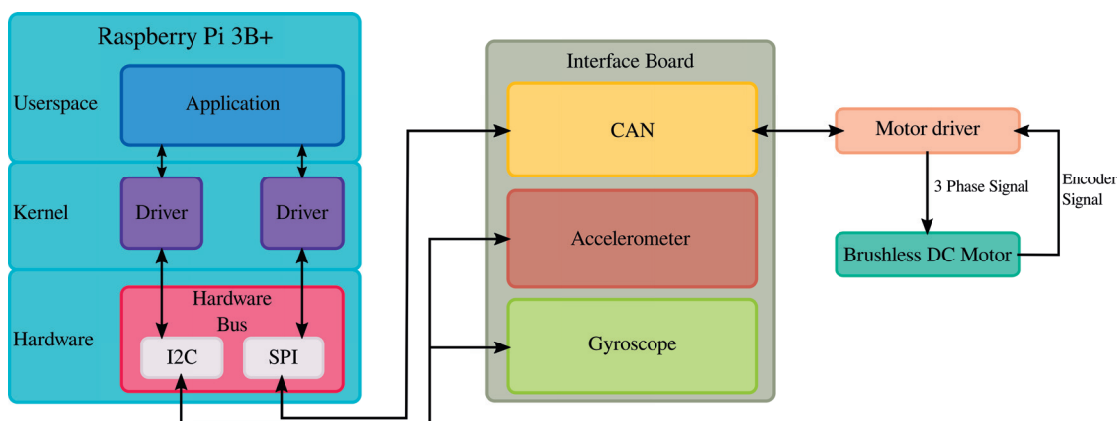 Raspberry Pi 3B+
Userspace
Application
Kernel
Driver
Driver
Hardware
Hardware
Bus
I2C
SPI
Interface Board
CAN
Accelerometer
Gyroscope
Motor driver
3 Phase Signal
Encoder
Signal
Brushless DC Motor